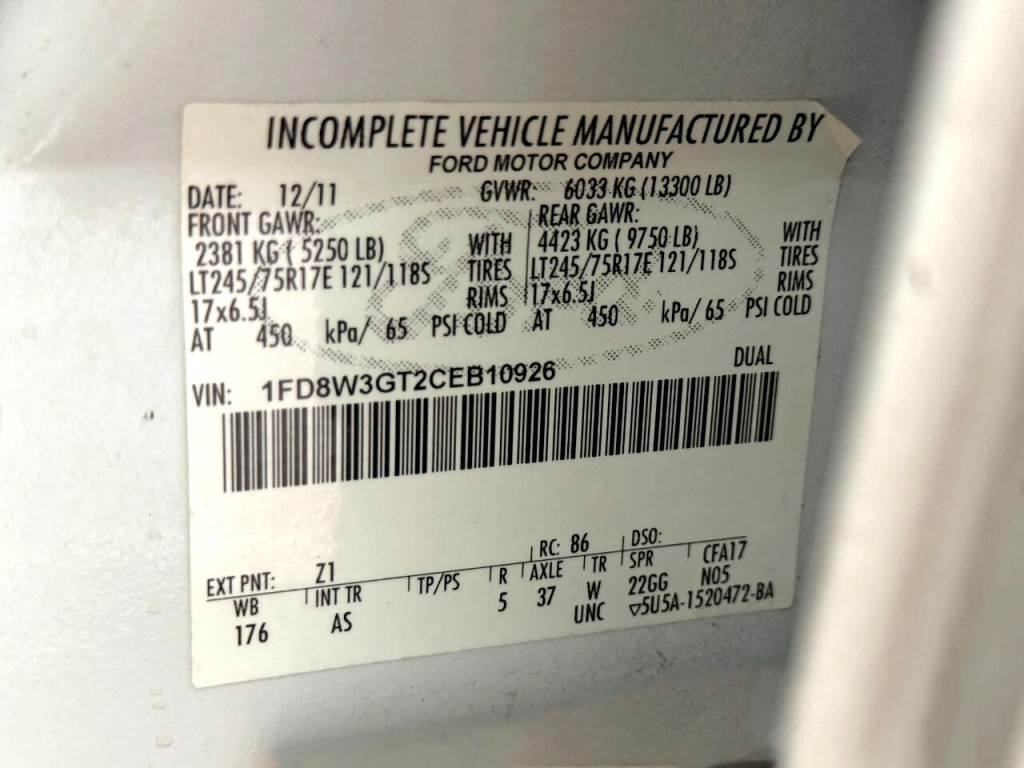 INCOMPLETE VEHICLE MANUFACTURED BY
FORD MOTOR COMPANY
DATE: 12/11 GVWR: 6033 KG (13300 LB)
FRONT GAWR: REAR GAWR:
2381 KG ( 5250 LB) WITH 4423 KG ( 9750 LB) WITH
LT245/75R17E 121/118S TIRES LT245/75R17E 121/118S TIRES
17x6.5J RIMS 17x6.5J RIMS
AT 450 kPa/ 65 PSI COLD AT 450 kPa/ 65 PSI COLD
VIN: 1FD8W3GT2CEB10926 DUAL
EXT PNT: Z1 RC: 86 DSO: CFA17
WB INT TR TP/PS R AXLE TR SPR N05
176 AS 5 37 W 22GG
UNC ▽5U5A-1520472-BA